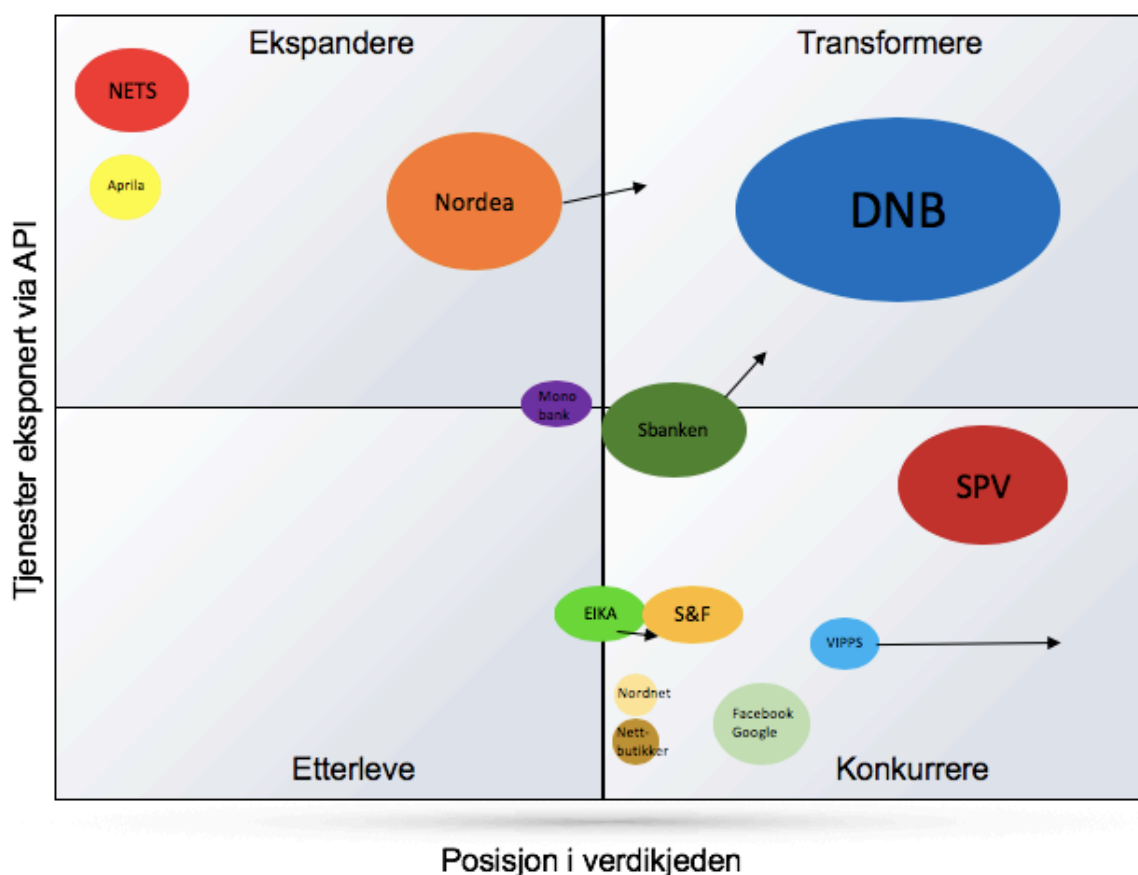 Ekspandere
Transformere
NETS
Aprila
Nordea
DNB
Tjenester eksponert via API
Mono
bank
Sbanken
SPV
EIKA
S&F
VIPPS
Nordnet
Nett-
butikker
Facebook
Google
Etterleve
Konkurrere
Posisjon i verdikjeden